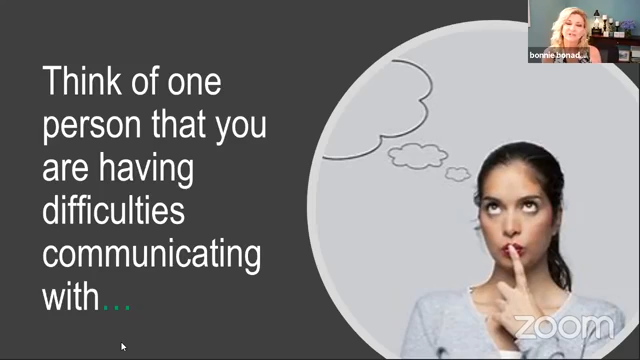 bonnie bonad...
Think of one
person that you
are having
difficulties
communicating
with...
zoom